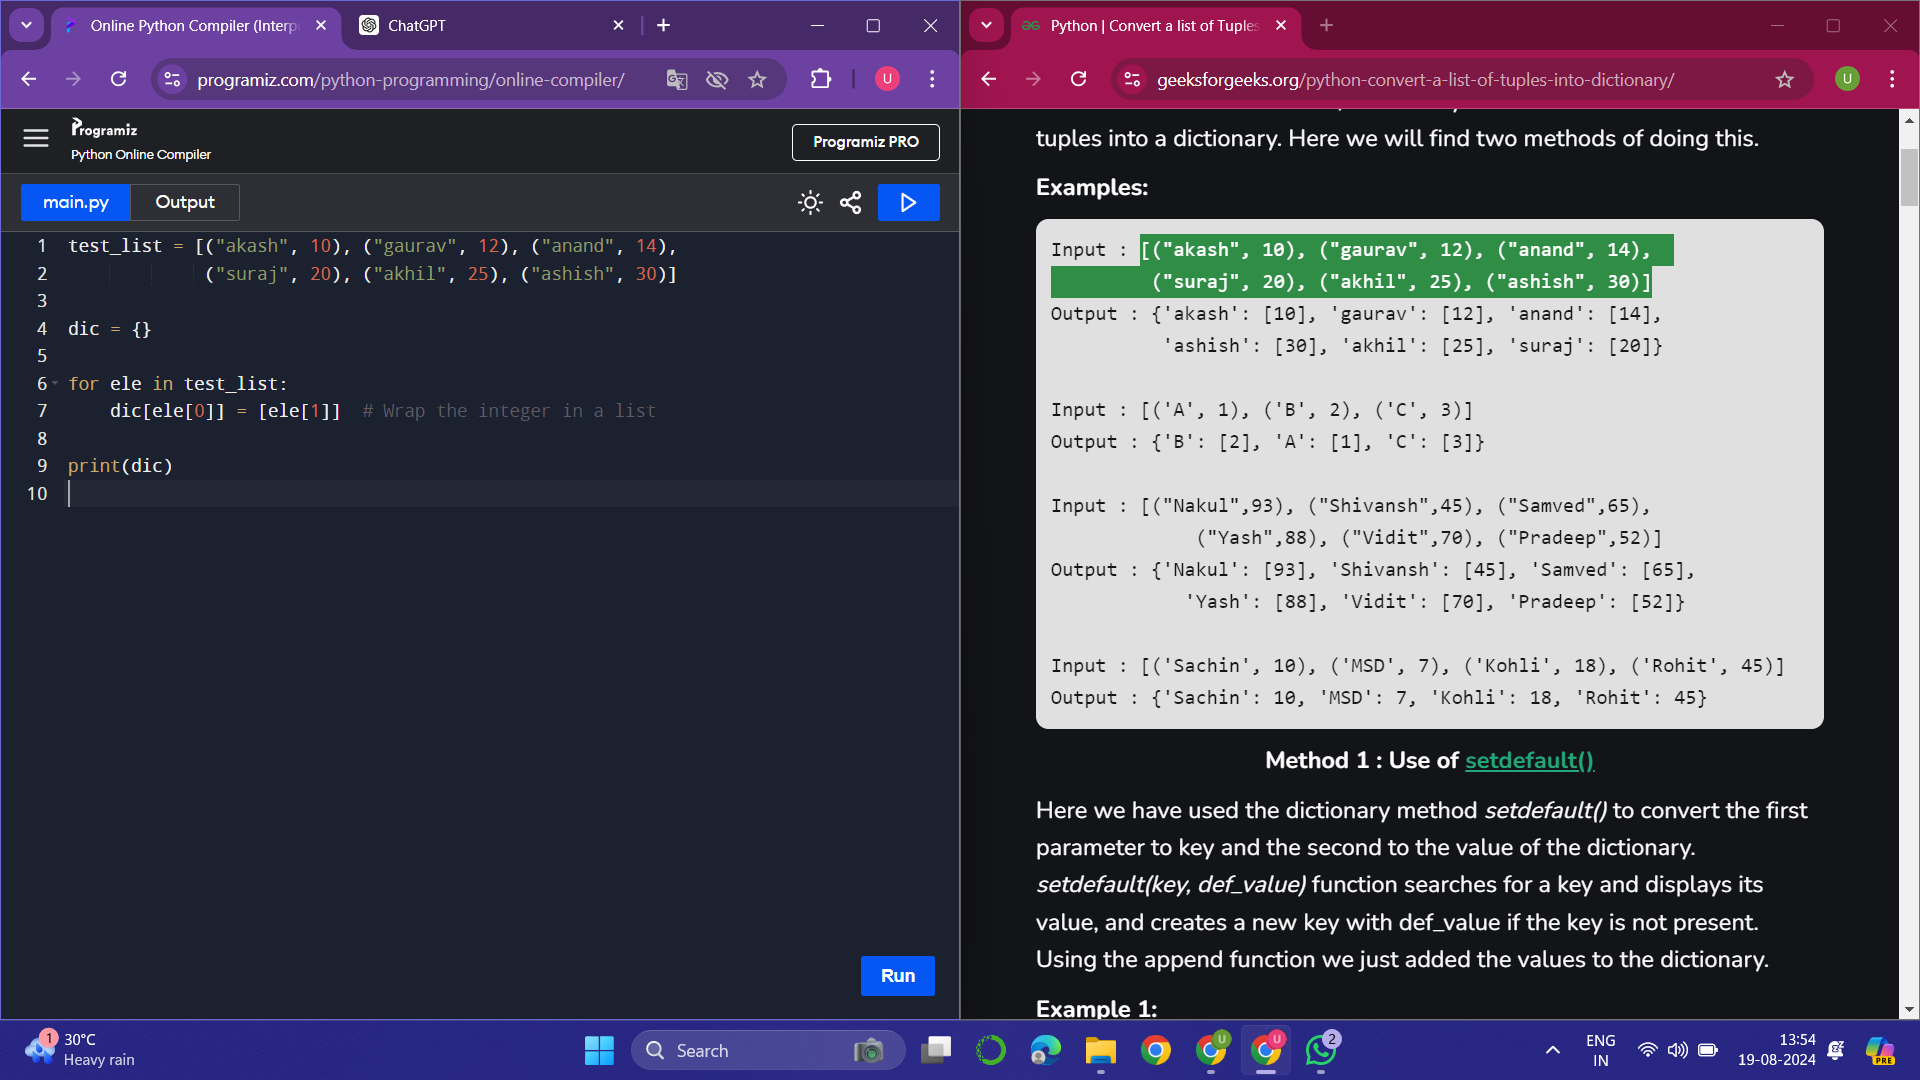 Online Python Compiler (Interp
ChatGPT
programiz.com/python-programming/online-compiler/
U
Programiz
Python Online Compiler
Programiz PRO
main.py
Output
1 test_list = [("akash", 10), ("gaurav", 12), ("anand", 14),
2 ("suraj", 20), ("akhil", 25), ("ashish", 30)]
3
4 dic = {}
5
6 for ele in test_list:
7 dic[ele[0]] = [ele[1]] # Wrap the integer in a list
8
9 print(dic)
10
Run
Python | Convert a list of Tuples
geeksforgeeks.org/python-convert-a-list-of-tuples-into-dictionary/
U
tuples into a dictionary. Here we will find two methods of doing this.
Examples:
Input : [("akash", 10), ("gaurav", 12), ("anand", 14),
("suraj", 20), ("akhil", 25), ("ashish", 30)]
Output : {'akash': [10], 'gaurav': [12], 'anand': [14],
'ashish': [30], 'akhil': [25], 'suraj': [20]}
Input : [('A', 1), ('B', 2), ('C', 3)]
Output : {'B': [2], 'A': [1], 'C': [3]}
Input : [("Nakul",93), ("Shivansh",45), ("Samved",65),
("Yash",88), ("Vidit",70), ("Pradeep",52)]
Output : {'Nakul': [93], 'Shivansh': [45], 'Samved': [65],
'Yash': [88], 'Vidit': [70], 'Pradeep': [52]}
Input : [('Sachin', 10), ('MSD', 7), ('Kohli', 18), ('Rohit', 45)]
Output : {'Sachin': 10, 'MSD': 7, 'Kohli': 18, 'Rohit': 45}
Method 1 : Use of setdefault()
Here we have used the dictionary method setdefault() to convert the first
parameter to key and the second to the value of the dictionary.
setdefault(key, def_value) function searches for a key and displays its
value, and creates a new key with def_value if the key is not present.
Using the append function we just added the values to the dictionary.
Example 1:
1
30°C
Heavy rain
Search
U
U
2
ENG
IN
13:54
19-08-2024
PRE